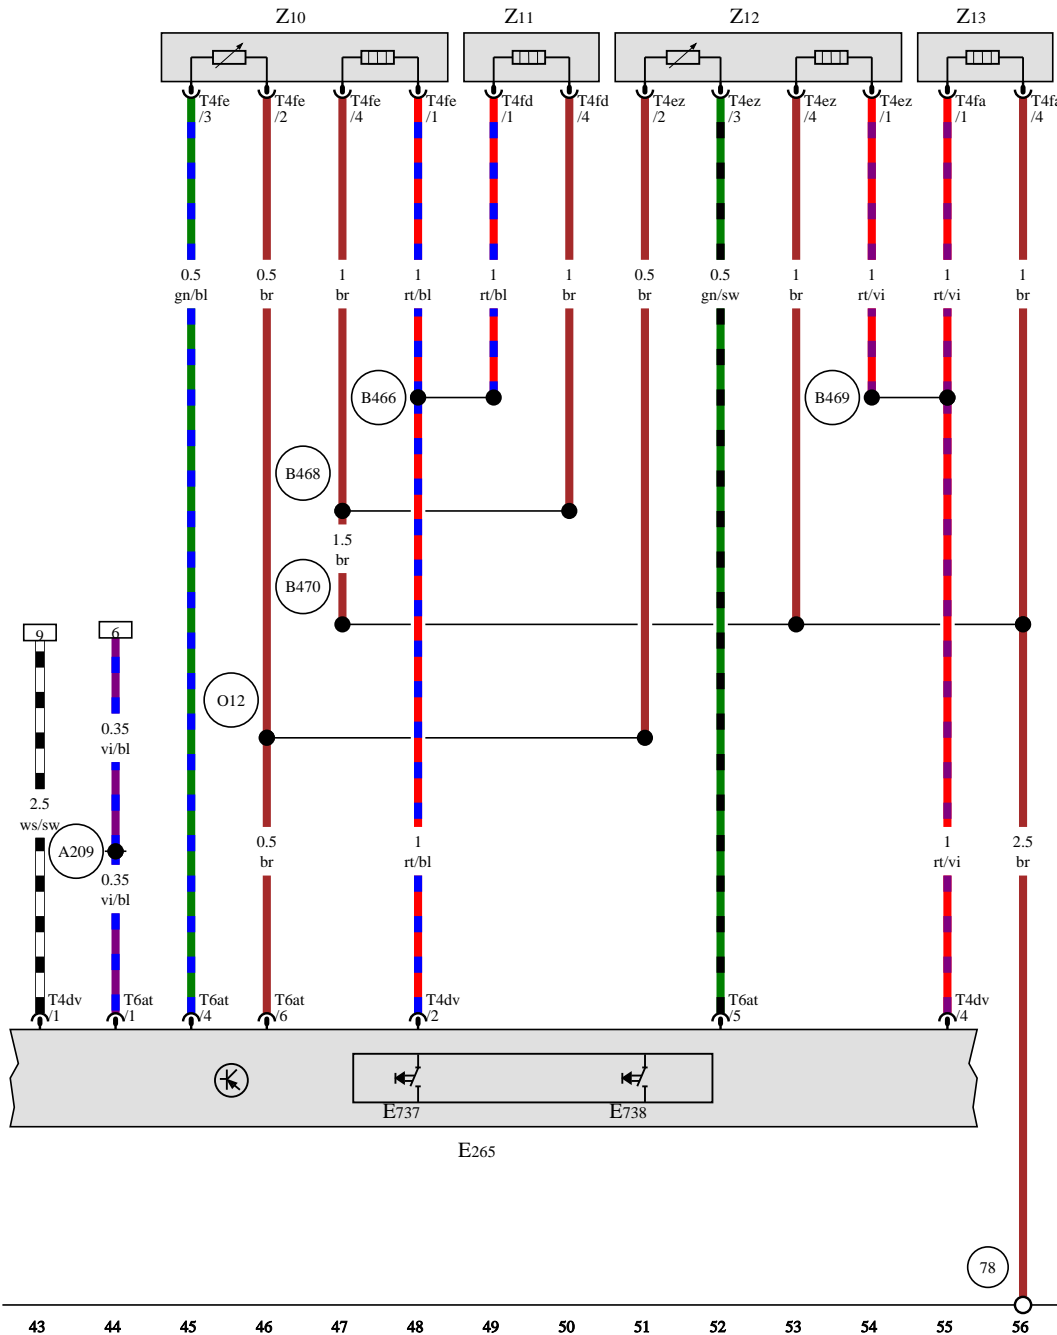 Z10 Z11 Z12 Z13
T4fe T4fe T4fe T4fe T4fd T4fd T4ez T4ez T4ez T4ez T4fa T4fa
/3 /2 /4 /1 /1 /4 /2 /3 /4 /1 /1 /4
0.5 0.5 1 1 1 1 0.5 0.5 1 1 1 1
gn/bl br br rt/bl rt/bl br br gn/sw br rt/vi rt/vi br
B466 B469
B468
1.5
br
B470
9 6
O12
0.35
vi/bl
2.5
ws/sw
0.5 1 1 2.5
br rt/bl rt/vi br
A209
0.35
vi/bl
T4dv T6at T6at T6at T4dv T6at T4dv
/1 /1 /4 /6 /2 /5 /4
E737 E738
E265
78
43 44 45 46 47 48 49 50 51 52 53 54 55 56